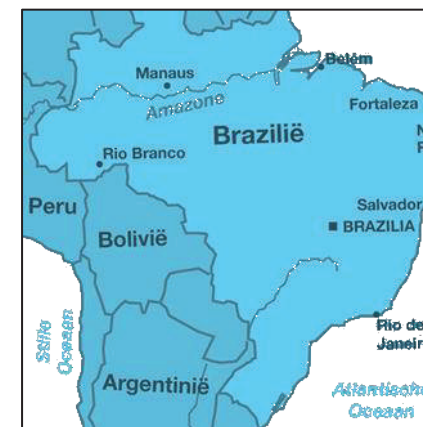 Belém
Manaus
Amazone
Fortaleza
Brazilië
N
Rio Branco
Peru
Salvador
BRAZILIA
Bolivië
Rio de
Janeir
Stille
Oceaan
Argentinië
Atlantische
Oceaan